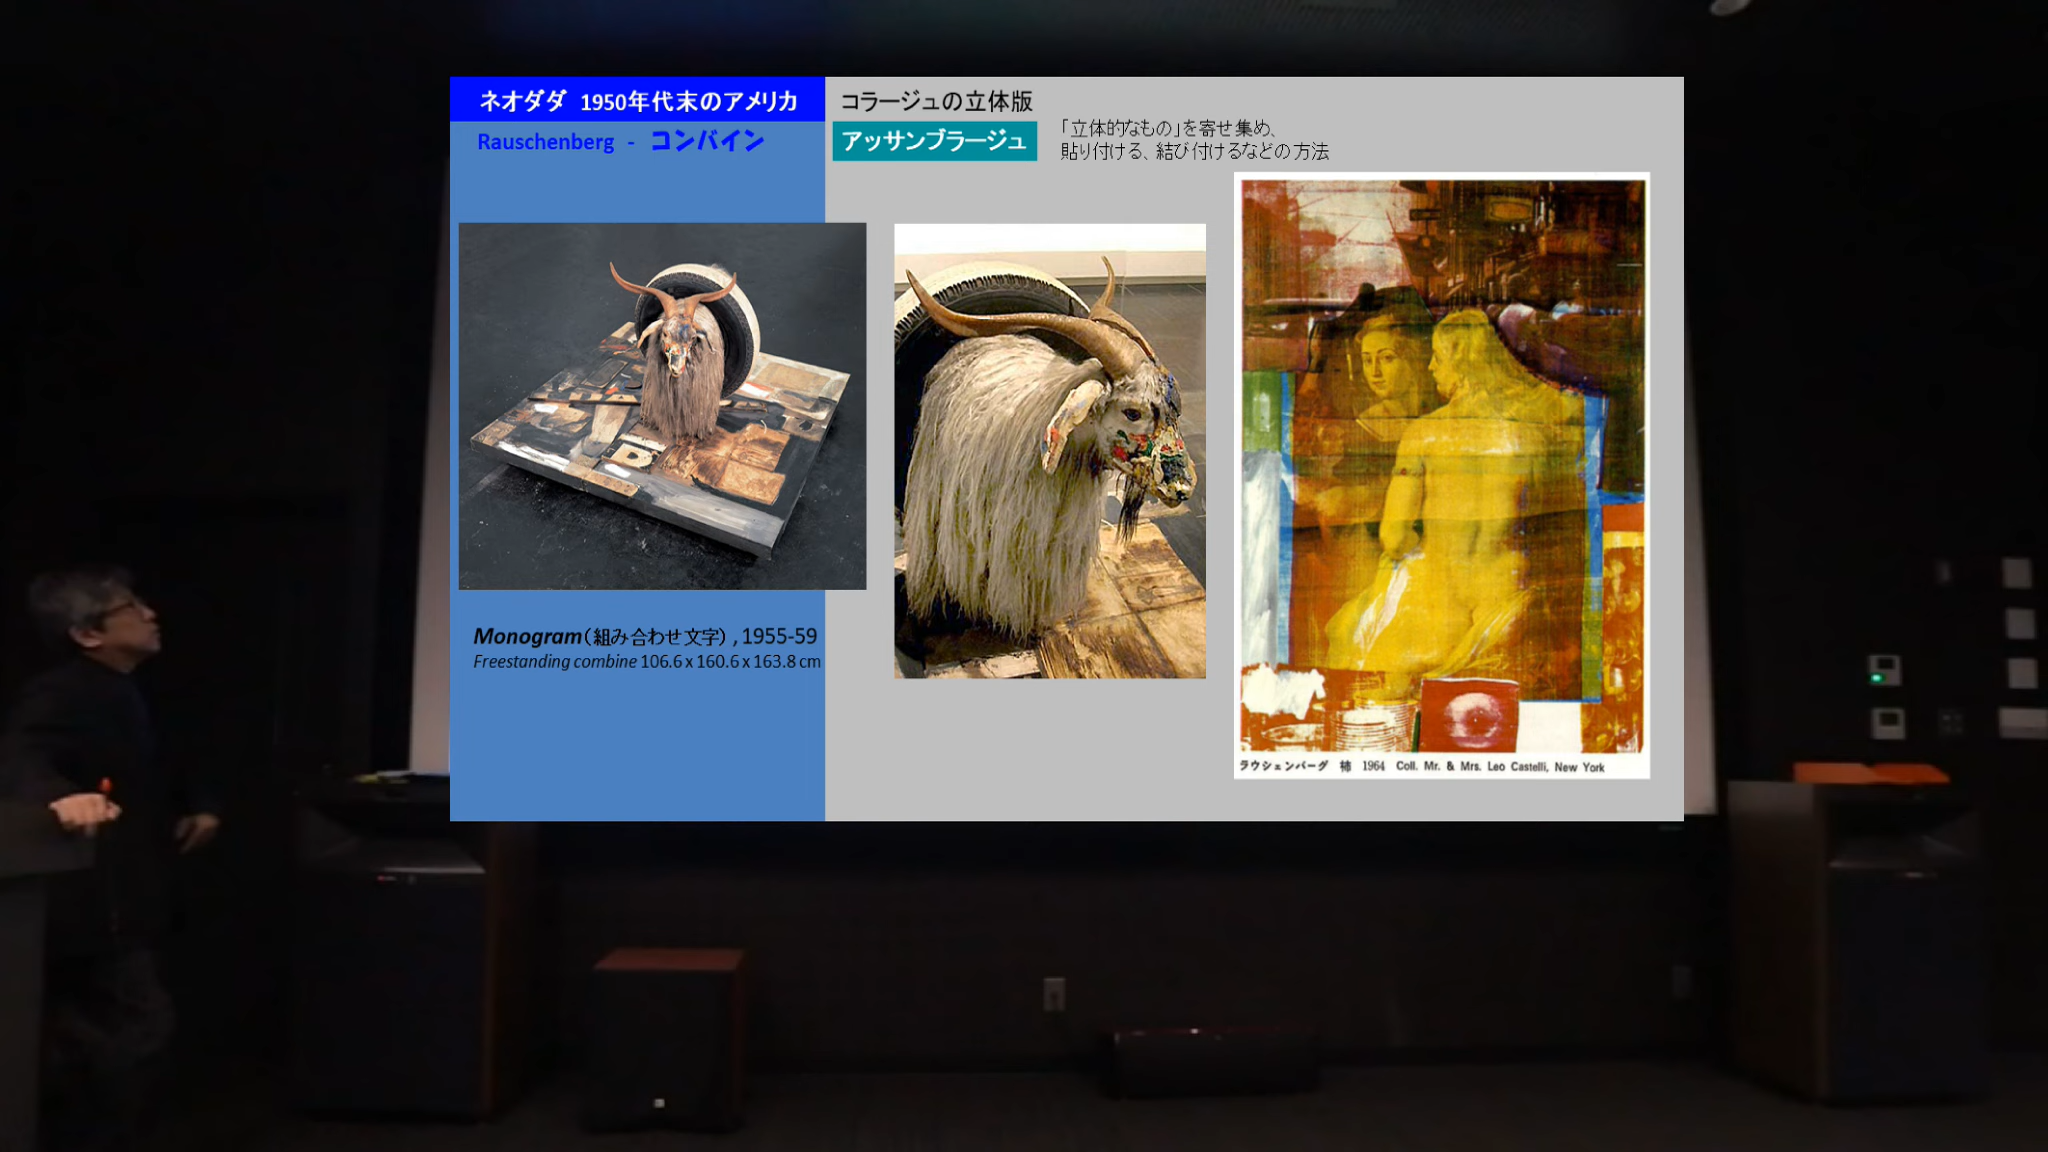 ネオダダ 1950年代末のアメリカ
Rauschenberg - コンバイン
コラージュの立体版
アッサンブラージュ
「立体的なもの」を寄せ集め、
貼り付ける、結び付けるなどの方法
Monogram(組み合わせ文字) , 1955-59
Freestanding combine 106.6 x 160.6 x 163.8 cm
ラウシェンバーグ 柿 1964 Coll. Mr. & Mrs. Leo Castelli, New York